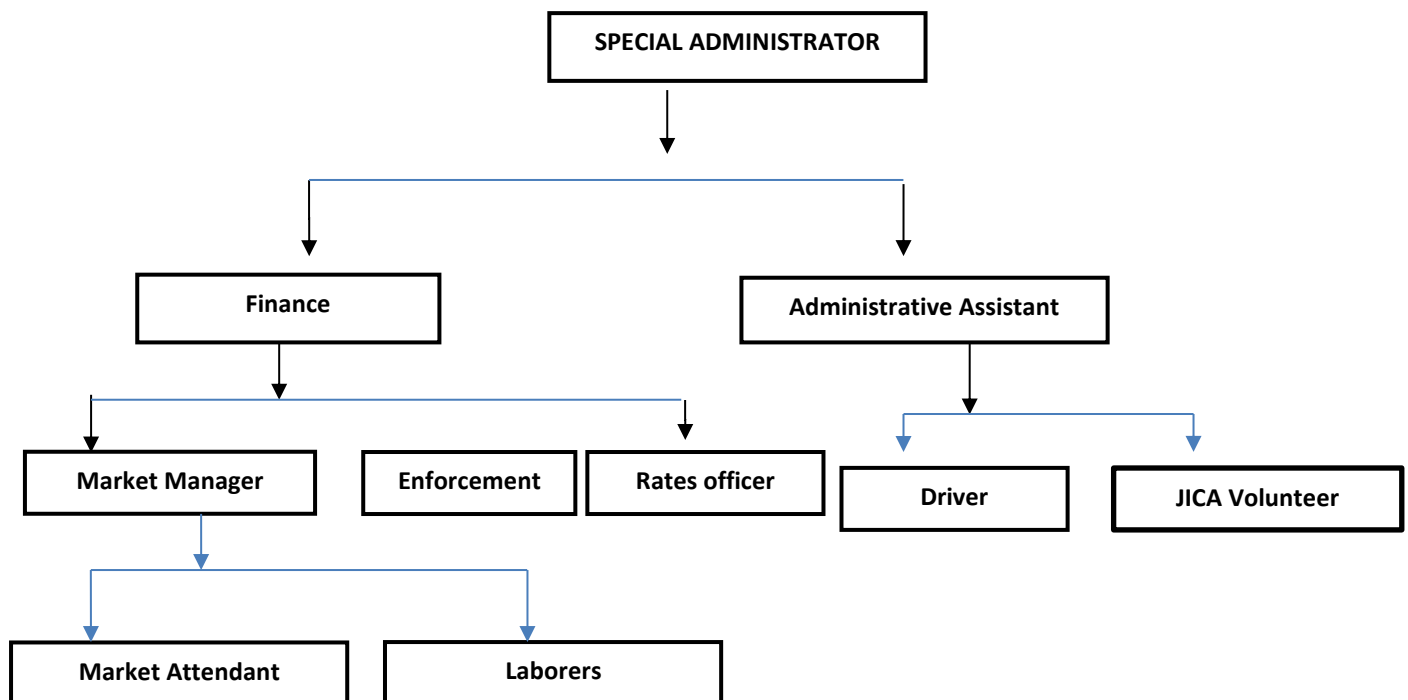 SPECIAL ADMINISTRATOR
Finance
Administrative Assistant
Market Manager
Enforcement
Rates officer
Driver
JICA Volunteer
Market Attendant
Laborers